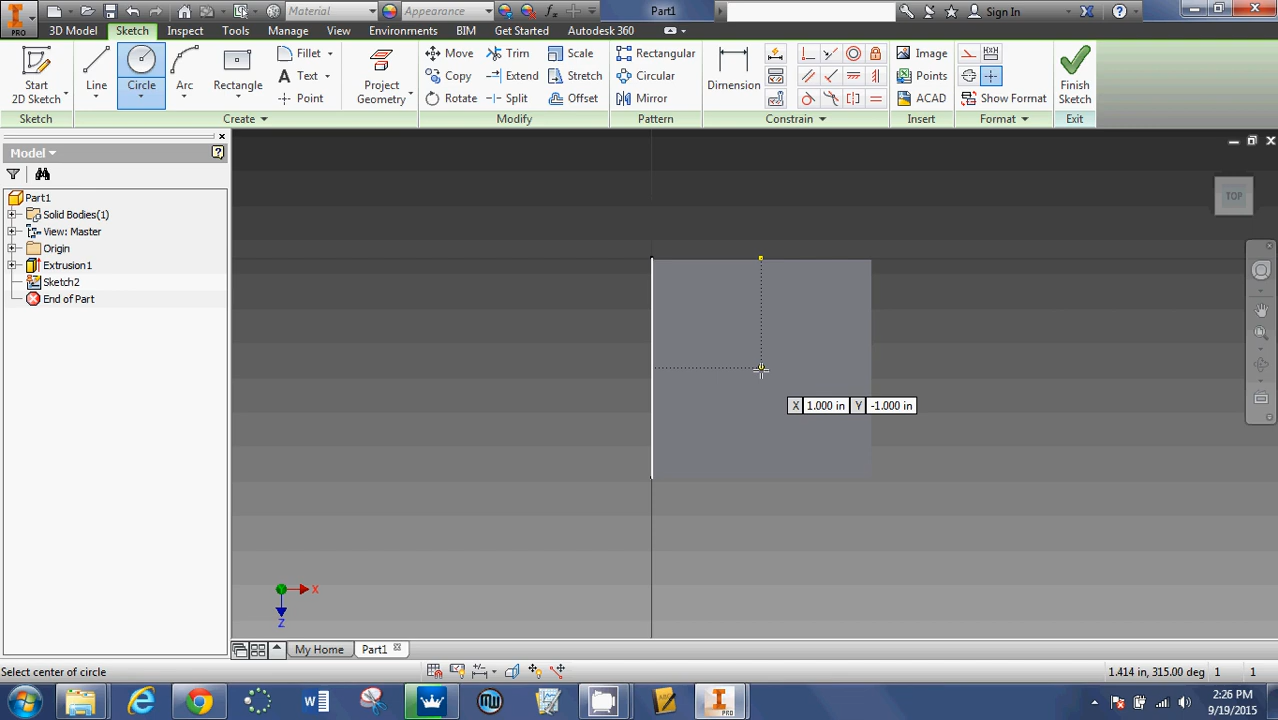 Material
Appearance
fx
Part1
Sign In
PRO
3D Model
Sketch
Inspect
Tools
Manage
View
Environments
BIM
Get Started
Autodesk 360
Start
2D Sketch
Line
Circle
Arc
Rectangle
Fillet
Text
Point
Project
Geometry
Move
Copy
Rotate
Trim
Extend
Split
Scale
Stretch
Offset
Rectangular
Circular
Mirror
Dimension
Image
Points
ACAD
Show Format
Finish
Sketch
Sketch
Create
Modify
Pattern
Constrain
Insert
Format
Exit
Model
Part1
Solid Bodies(1)
View: Master
Origin
Extrusion1
Sketch2
End of Part
TOP
X 1.000 in Y -1.000 in
X
Z
My Home
Part1
Select center of circle
1.414 in, 315.00 deg 1 1
2:26 PM
9/19/2015